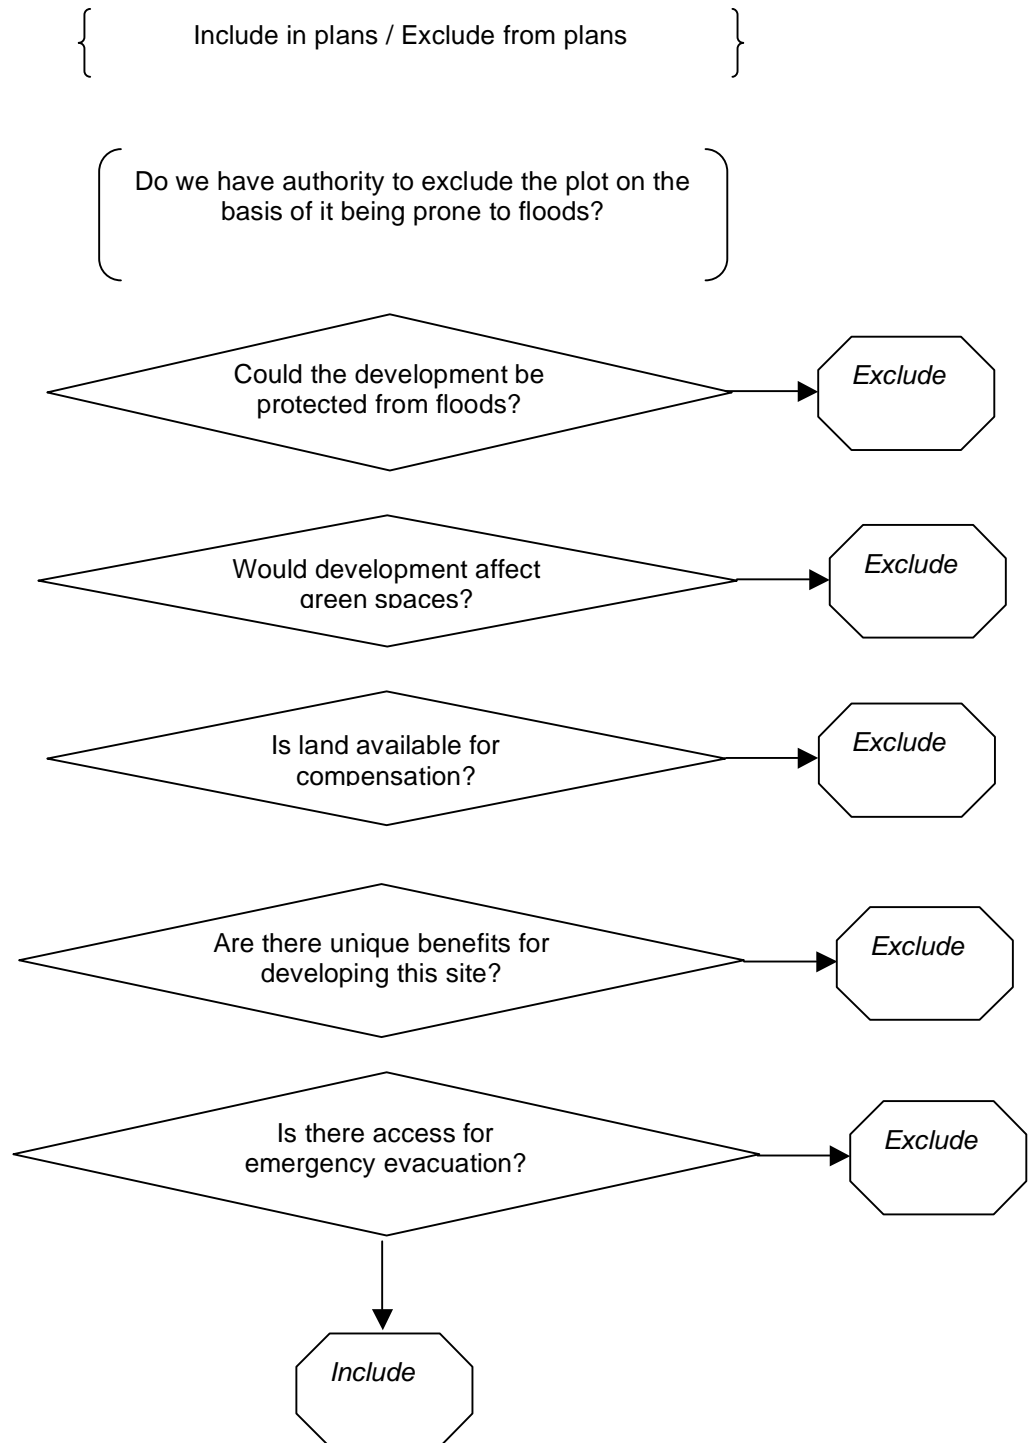 Include in plans / Exclude from plans
Do we have authority to exclude the plot on the
basis of it being prone to floods?
Could the development be
protected from floods?
Exclude
Would development affect
green spaces?
Exclude
Is land available for
compensation?
Exclude
Are there unique benefits for
developing this site?
Exclude
Is there access for
emergency evacuation?
Exclude
Include